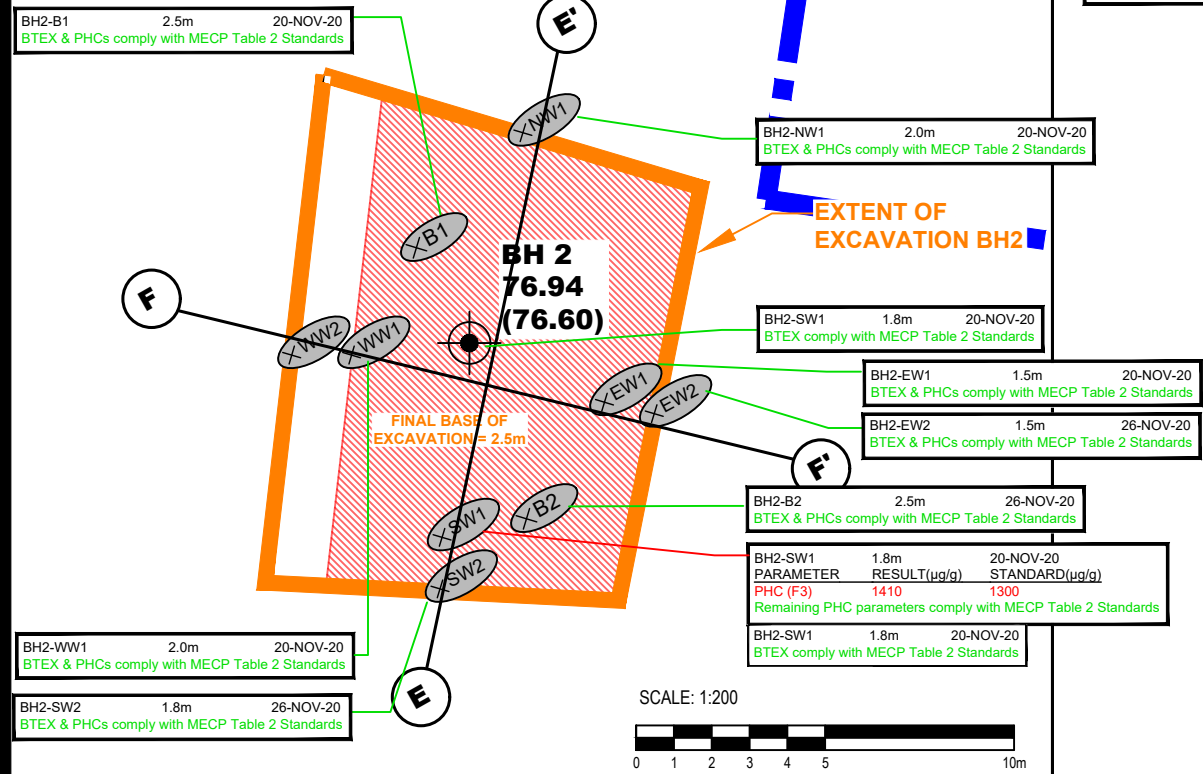 BH2-B1 2.5m 20-NOV-20
BTEX & PHCs comply with MECP Table 2 Standards
E'
NW1
BH2-NW1 2.0m 20-NOV-20
BTEX & PHCs comply with MECP Table 2 Standards
EXTENT OF
EXCAVATION BH2
B1
BH 2
76.94
(76.60)
F
WW2
WW1
BH2-SW1 1.8m 20-NOV-20
BTEX comply with MECP Table 2 Standards
BH2-EW1 1.5m 20-NOV-20
BTEX & PHCs comply with MECP Table 2 Standards
EW1
EW2
BH2-EW2 1.5m 26-NOV-20
BTEX & PHCs comply with MECP Table 2 Standards
FINAL BASE OF
EXCAVATION = 2.5m
F'
BH2-B2 2.5m 26-NOV-20
BTEX & PHCs comply with MECP Table 2 Standards
SW1
B2
SW2
BH2-SW1 1.8m 20-NOV-20
PARAMETER RESULT(µg/g) STANDARD(µg/g)
PHC (F3) 1410 1300
Remaining PHC parameters comply with MECP Table 2 Standards
BH2-SW1 1.8m 20-NOV-20
BTEX comply with MECP Table 2 Standards
BH2-WW1 2.0m 20-NOV-20
BTEX & PHCs comply with MECP Table 2 Standards
BH2-SW2 1.8m 26-NOV-20
BTEX & PHCs comply with MECP Table 2 Standards
E
SCALE: 1:200
0 1 2 3 4 5 10m